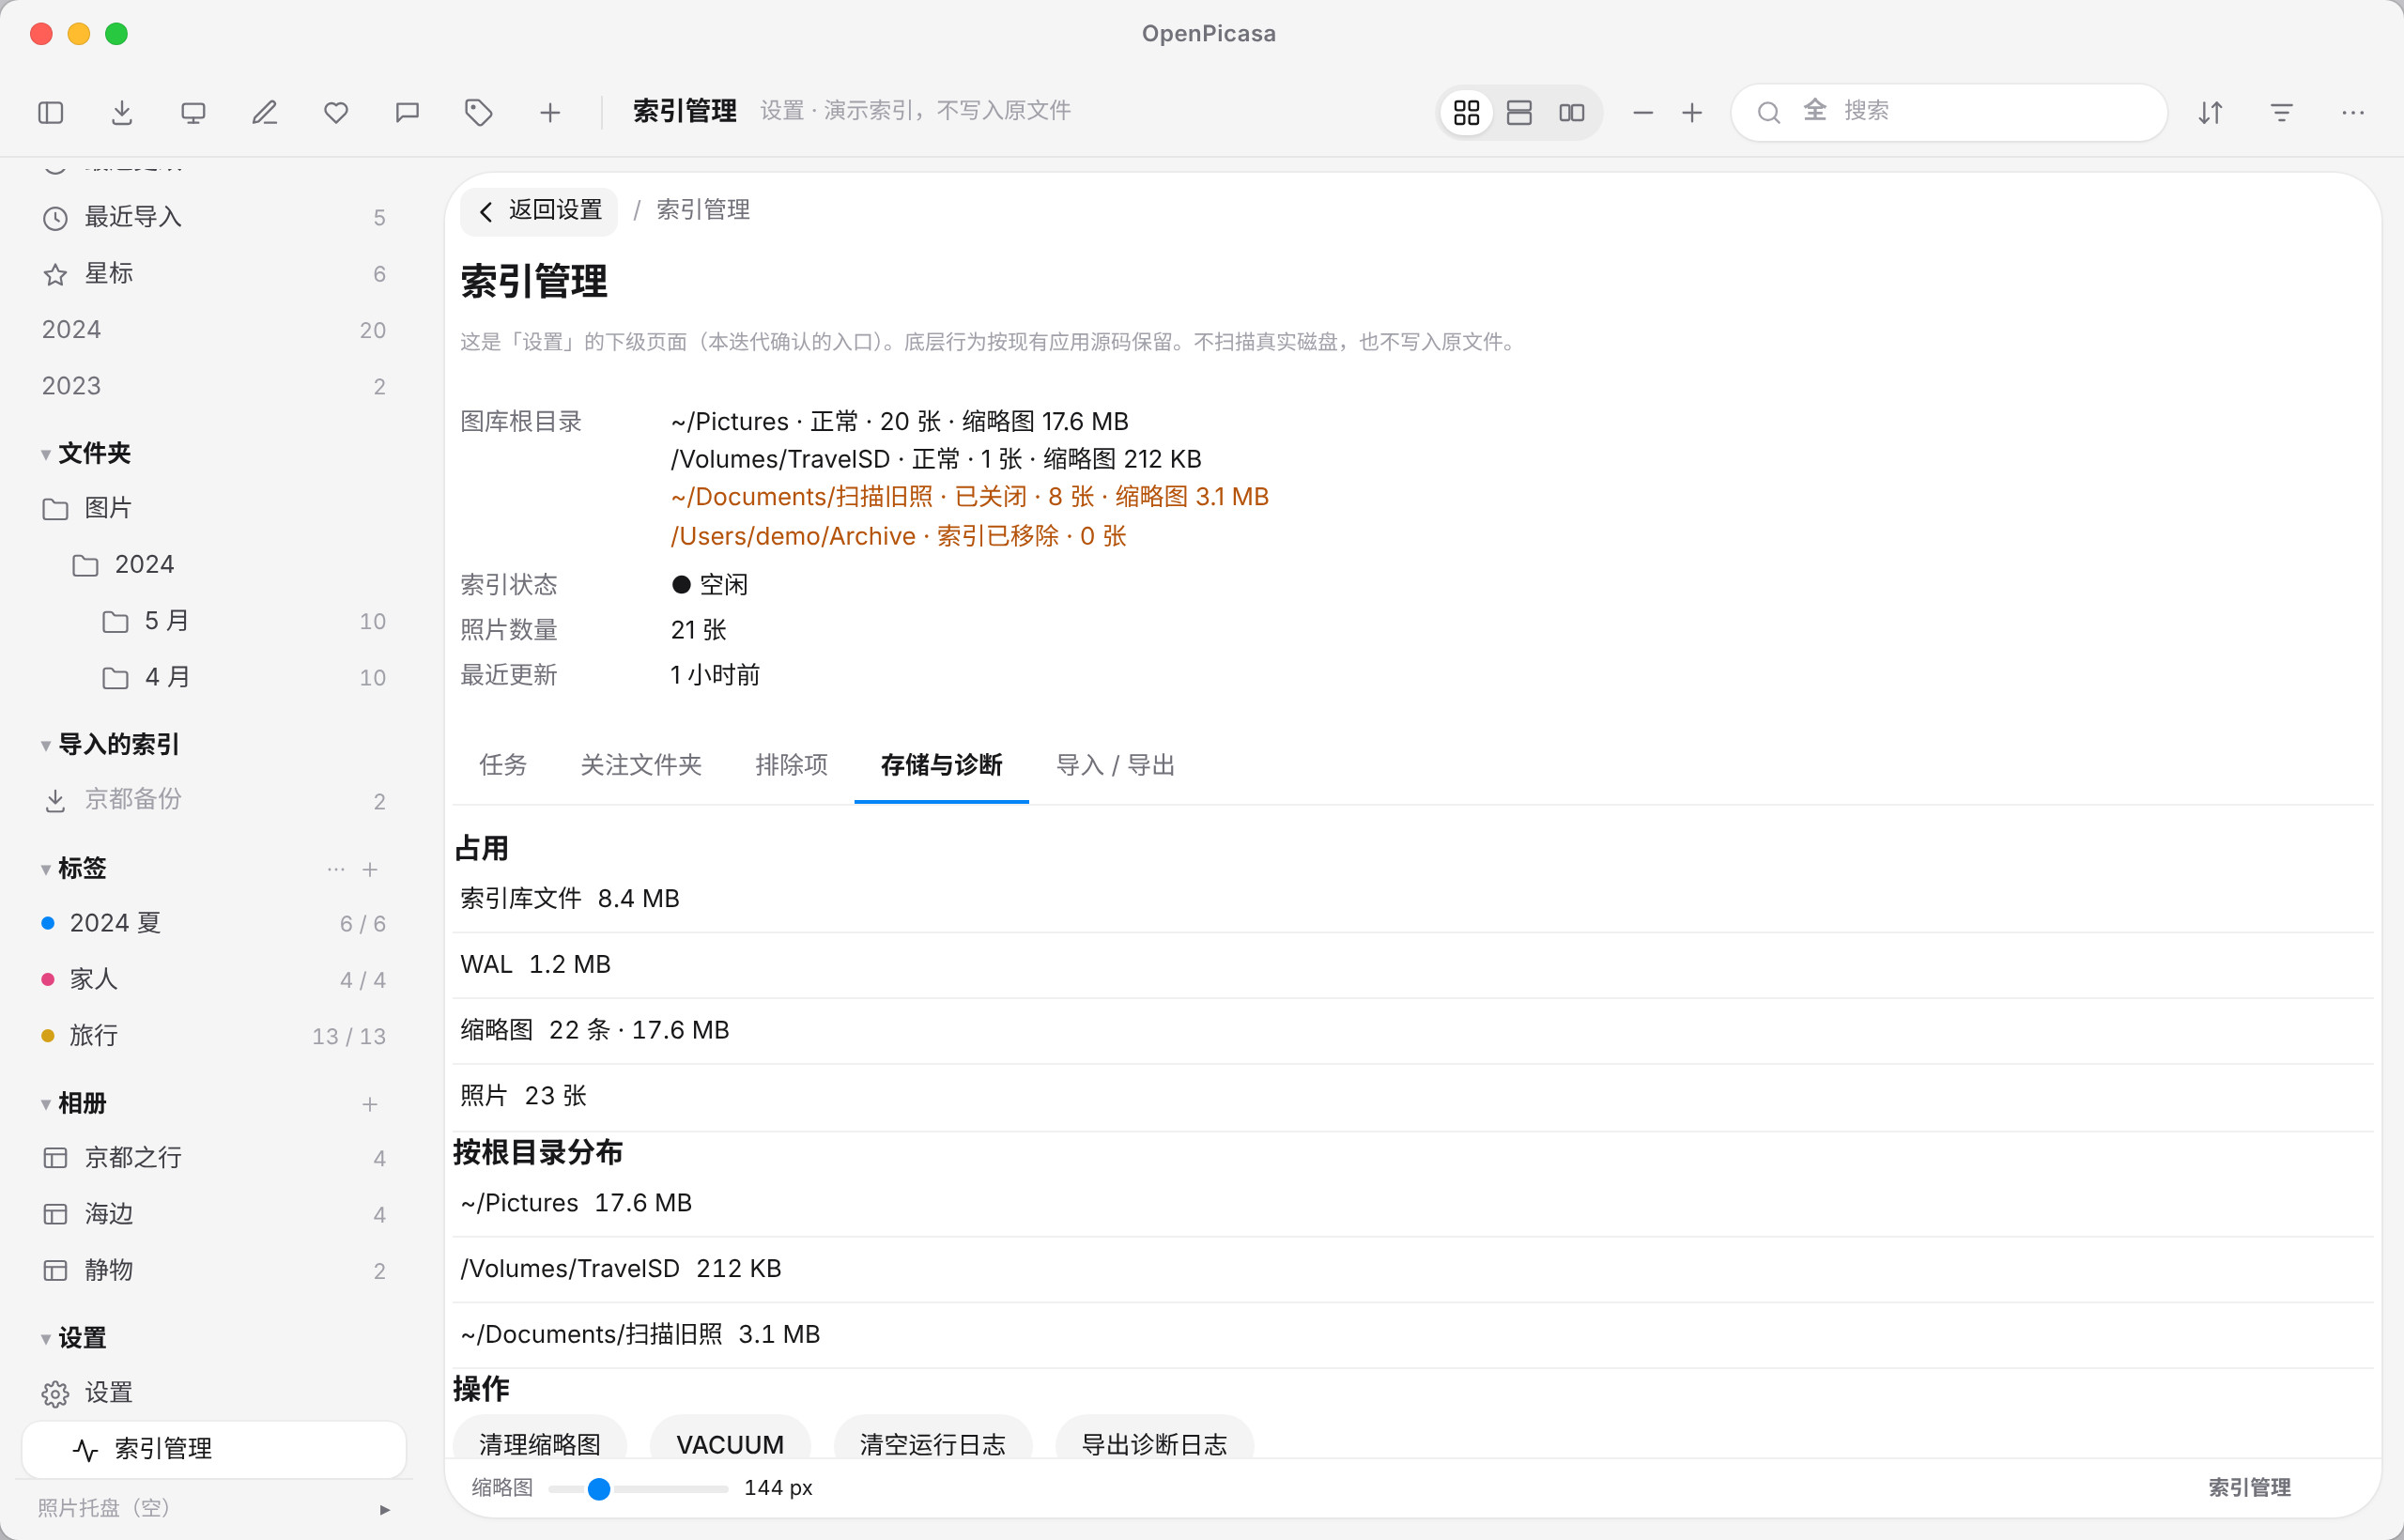 OpenPicasa
索引管理 设置 · 演示索引，不写入原文件
全 搜索
最近导入 5
星标 6
2024 20
2023 2
文件夹
图片
2024
5 月 10
4 月 10
导入的索引
京都备份 2
标签 ··· +
2024 夏 6 / 6
家人 4 / 4
旅行 13 / 13
相册 +
京都之行 4
海边 4
静物 2
设置
设置
索引管理
照片托盘（空）
返回设置 / 索引管理
索引管理
这是「设置」的下级页面（本迭代确认的入口）。底层行为按现有应用源码保留。不扫描真实磁盘，也不写入原文件。
图库根目录 ~/Pictures · 正常 · 20 张 · 缩略图 17.6 MB
/Volumes/TravelSD · 正常 · 1 张 · 缩略图 212 KB
~/Documents/扫描旧照 · 已关闭 · 8 张 · 缩略图 3.1 MB
/Users/demo/Archive · 索引已移除 · 0 张
索引状态 ● 空闲
照片数量 21 张
最近更新 1 小时前
任务 关注文件夹 排除项 存储与诊断 导入 / 导出
占用
索引库文件 8.4 MB
WAL 1.2 MB
缩略图 22 条 · 17.6 MB
照片 23 张
按根目录分布
~/Pictures 17.6 MB
/Volumes/TravelSD 212 KB
~/Documents/扫描旧照 3.1 MB
操作
清理缩略图 VACUUM 清空运行日志 导出诊断日志
缩略图 144 px 索引管理